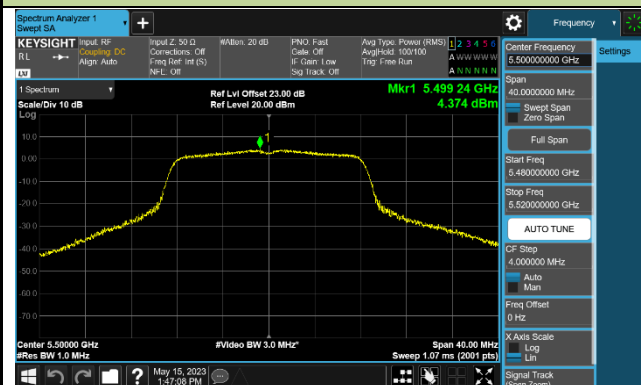 Spectrum Analyzer 1
Swept SA
Frequency
KEYSIGHT
RL
LXI
Input: RF
Coupling: DC
Align: Auto
Input Z: 50 Ω
Corrections: Off
Freq Ref: Int (S)
NFE: Off
#Atten: 20 dB
PNO: Fast
Gate: Off
IF Gain: Low
Sig Track: Off
Avg Type: Power (RMS)
Avg|Hold: 100/100
Trig: Free Run
1 2 3 4 5 6
A W W W W W
A N N N N N
1 Spectrum
Scale/Div 10 dB
Log
Ref Lvl Offset 23.00 dB
Ref Level 20.00 dBm
Mkr1 5.499 24 GHz
4.374 dBm
10.0
0.00
-10.0
-20.0
-30.0
-40.0
-50.0
-60.0
-70.0
1
Center 5.50000 GHz
#Res BW 1.0 MHz
#Video BW 3.0 MHz*
Span 40.00 MHz
Sweep 1.07 ms (2001 pts)
Center Frequency
5.500000000 GHz
Settings
Span
40.0000000 MHz
Swept Span
Zero Span
Full Span
Start Freq
5.480000000 GHz
Stop Freq
5.520000000 GHz
AUTO TUNE
CF Step
4.000000 MHz
Auto
Man
Freq Offset
0 Hz
X Axis Scale
Log
Lin
Signal Track
(Span Zoom)
?
May 15, 2023
1:47:08 PM